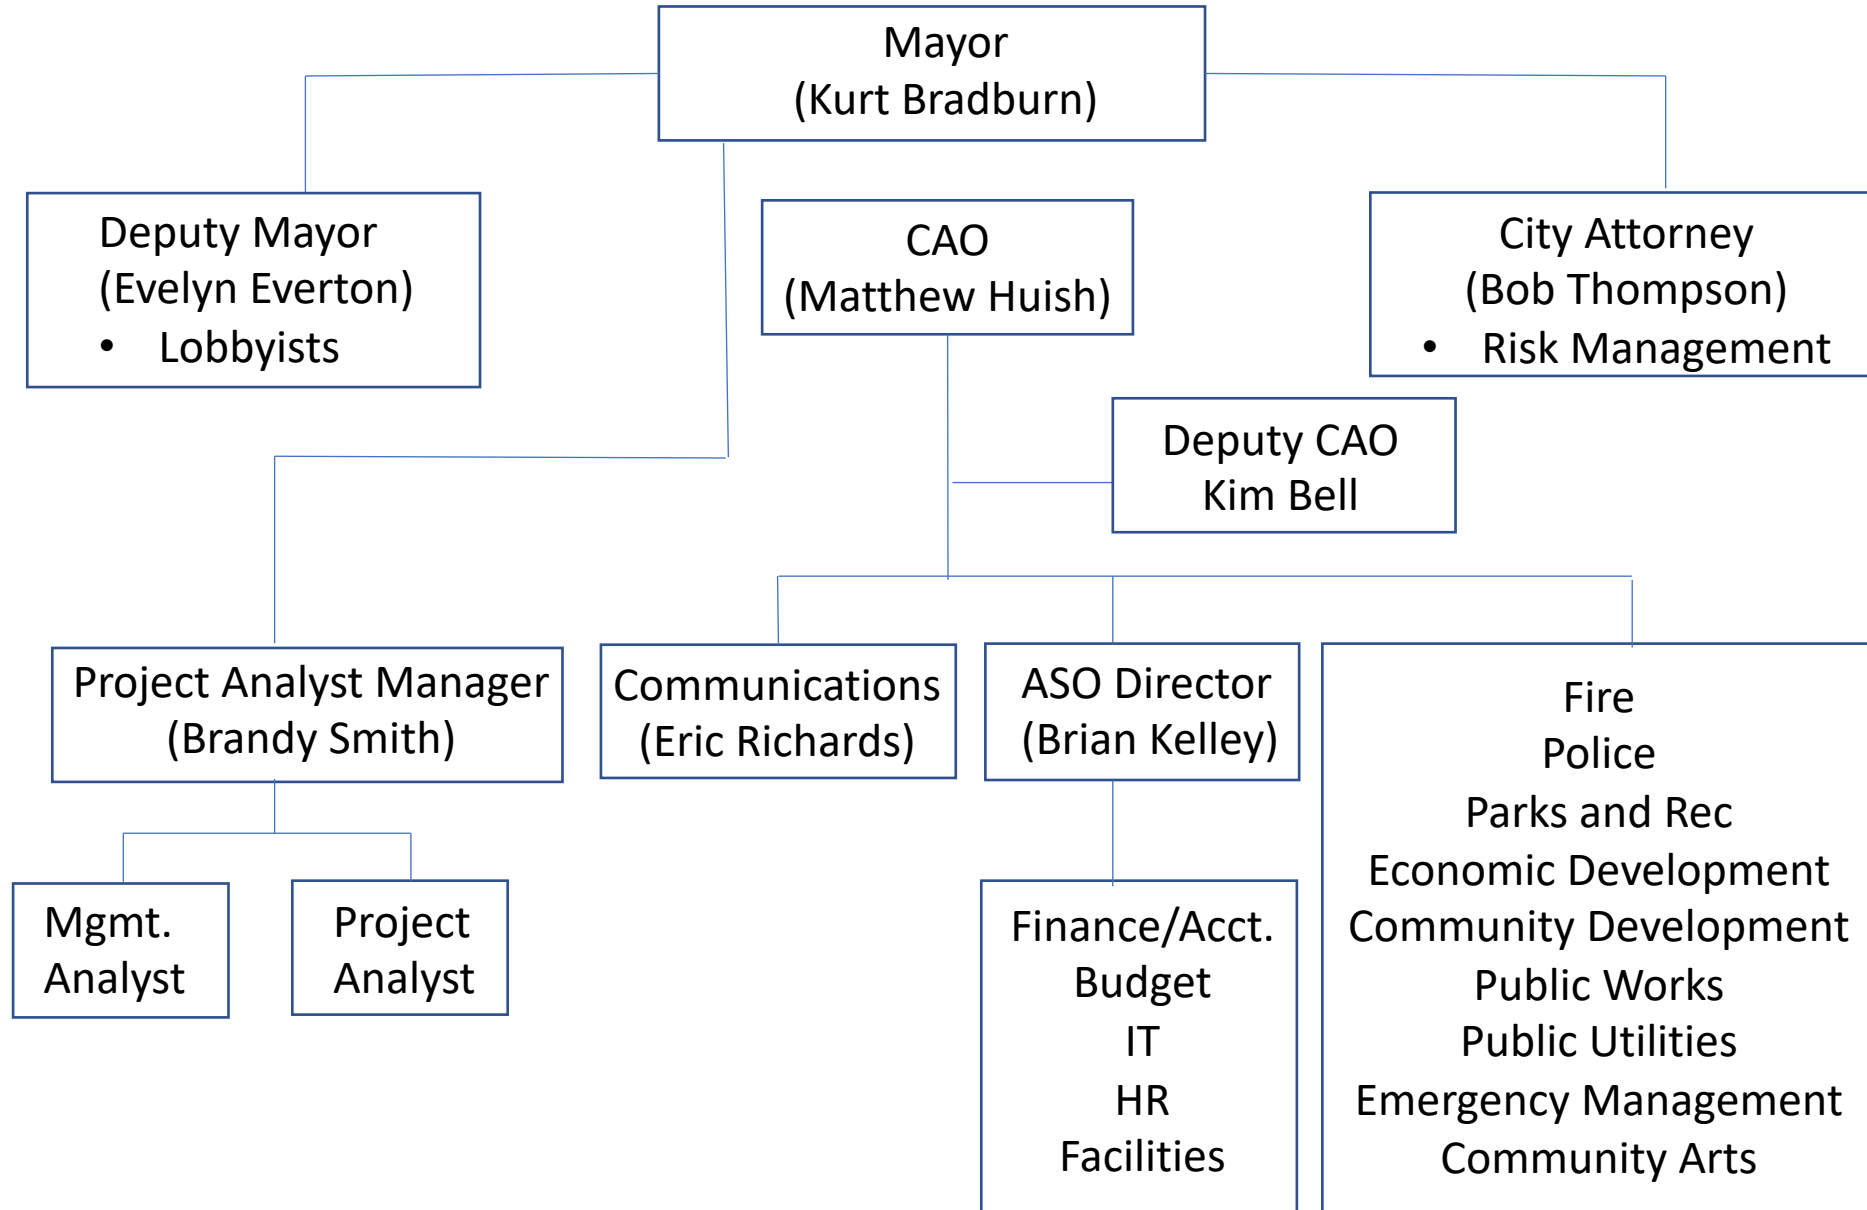 Mayor
(Kurt Bradburn)
Deputy Mayor
(Evelyn Everton)
• Lobbyists
CAO
(Matthew Huish)
City Attorney
(Bob Thompson)
• Risk Management
Deputy CAO
Kim Bell
Project Analyst Manager
(Brandy Smith)
Communications
(Eric Richards)
ASO Director
(Brian Kelley)
Mgmt.
Analyst
Project
Analyst
Finance/Acct.
Budget
IT
HR
Facilities
Fire
Police
Parks and Rec
Economic Development
Community Development
Public Works
Public Utilities
Emergency Management
Community Arts